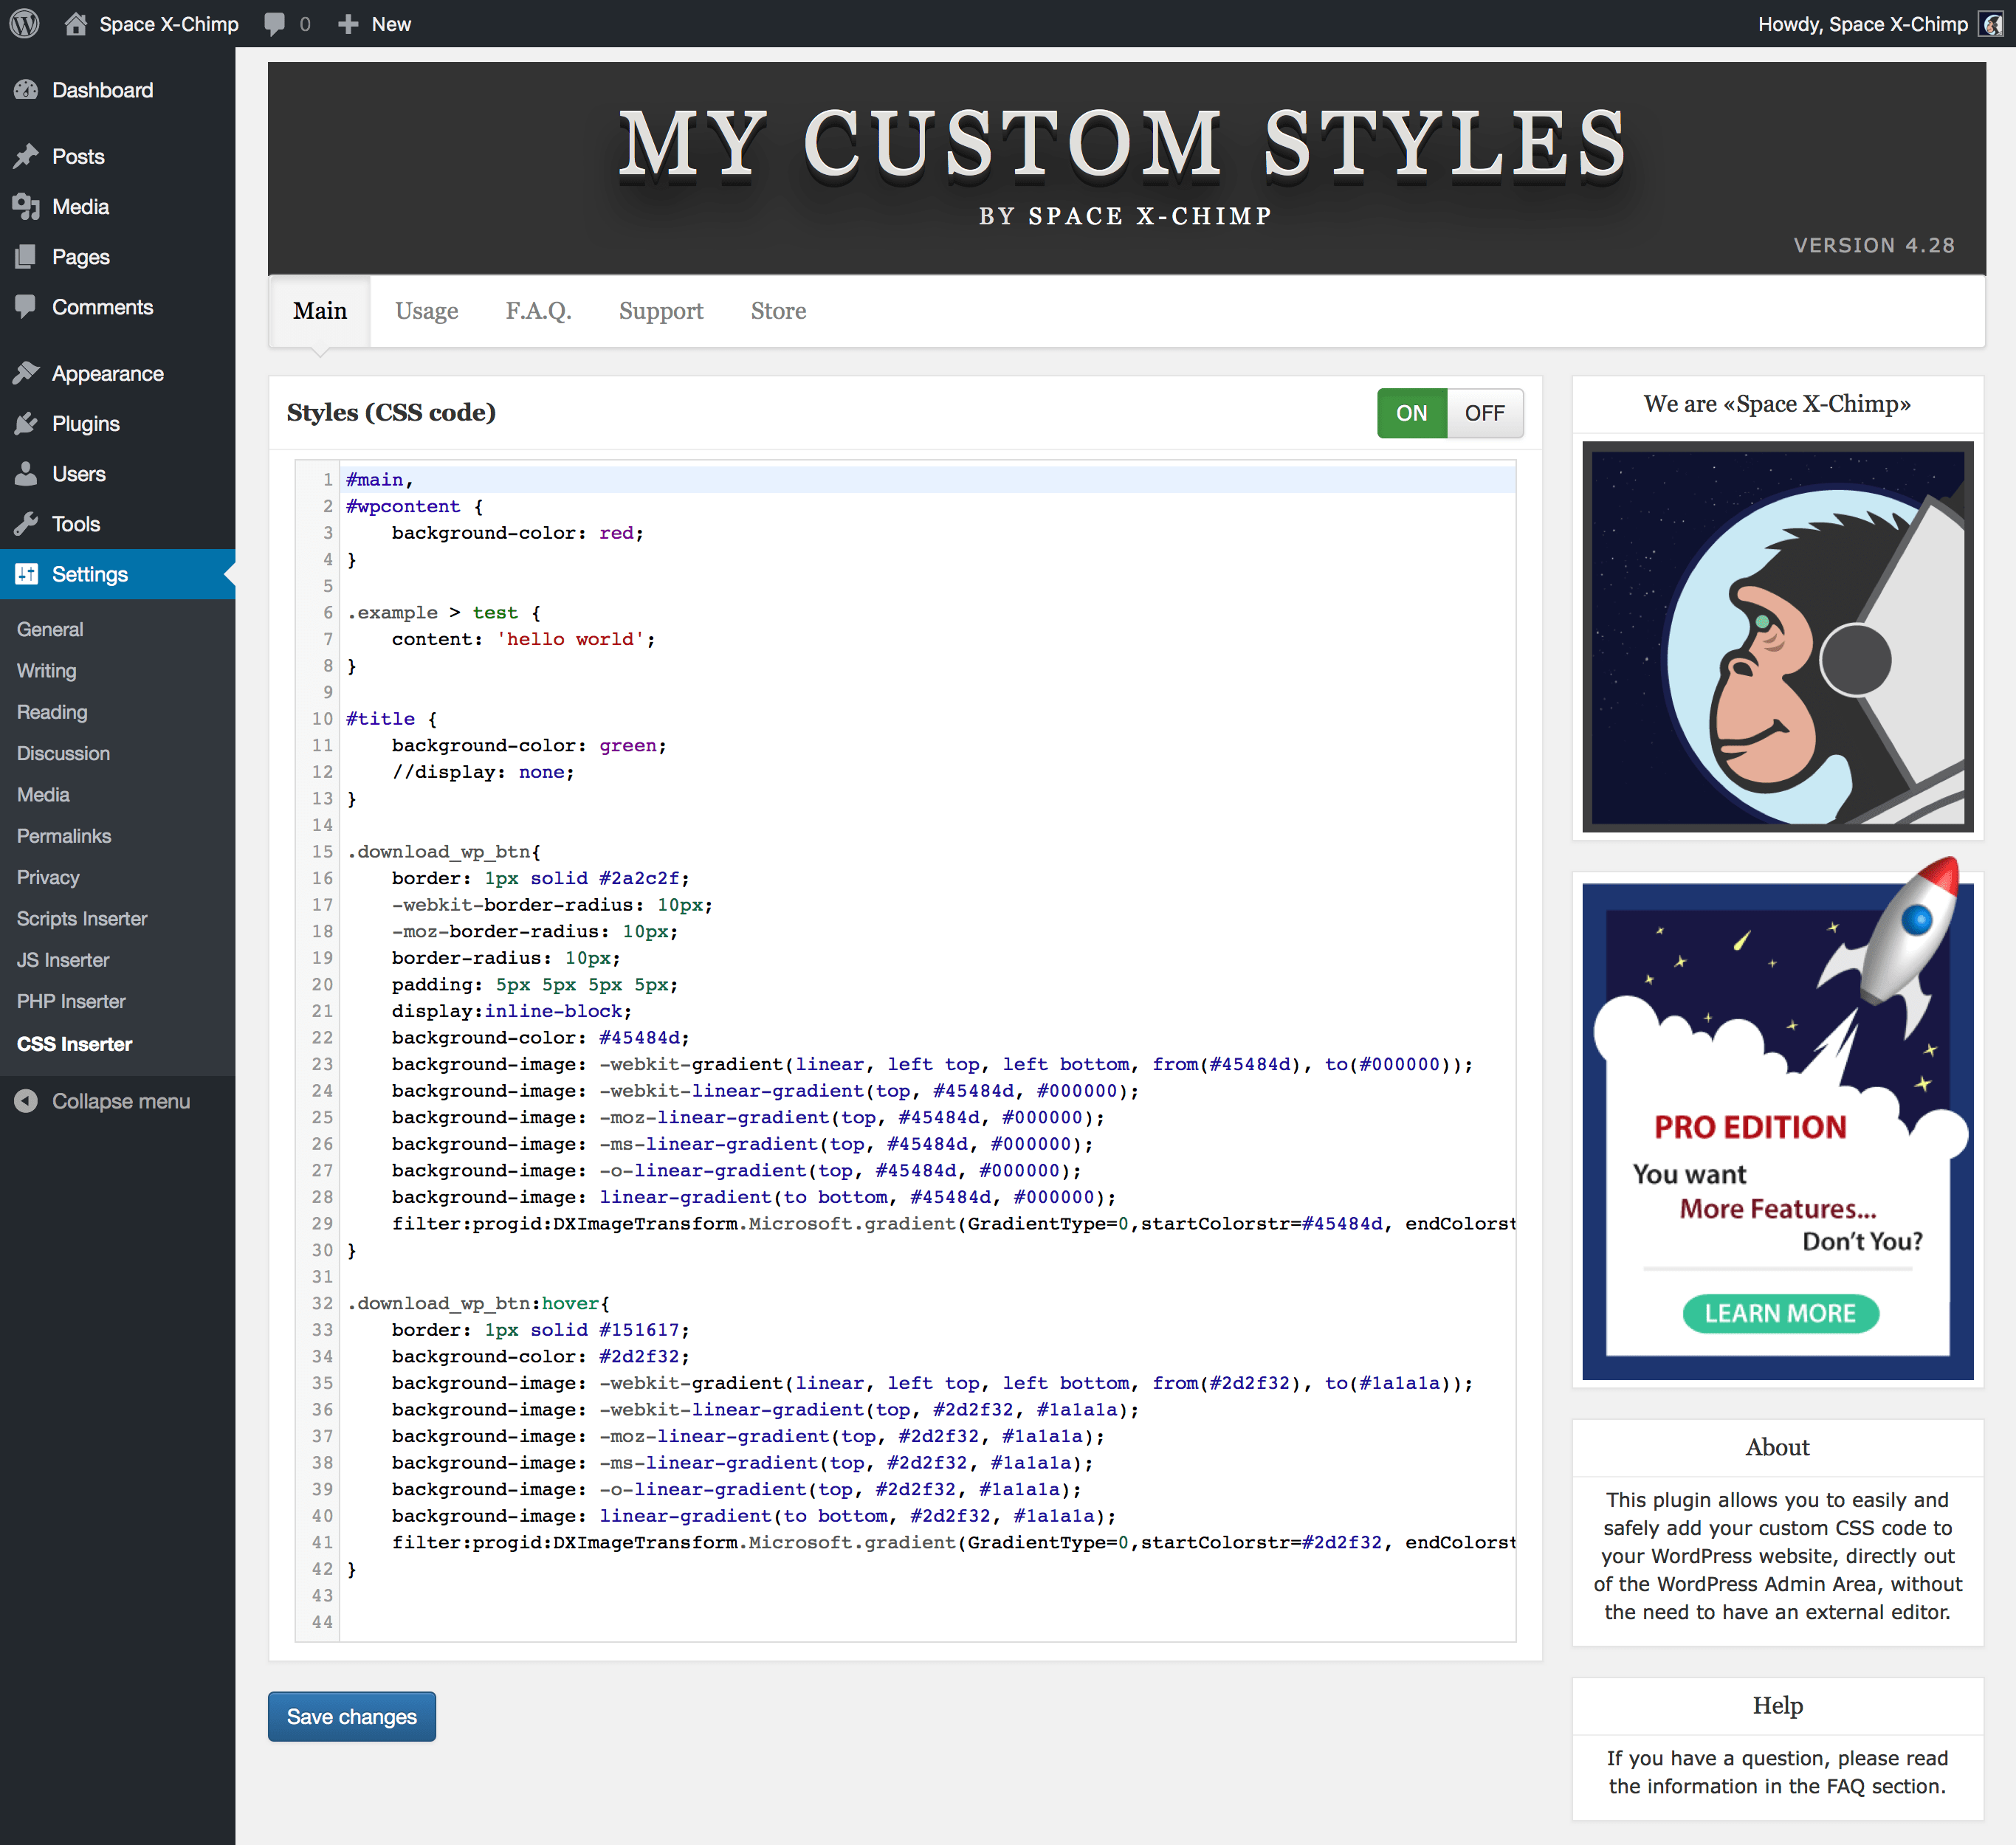 Space X-Chimp 0 New Howdy, Space X-Chimp
Dashboard
Posts
Media
Pages
Comments
Appearance
Plugins
Users
Tools
Settings
General
Writing
Reading
Discussion
Media
Permalinks
Privacy
Scripts Inserter
JS Inserter
PHP Inserter
CSS Inserter
Collapse menu
MY CUSTOM STYLES
BY SPACE X-CHIMP
VERSION 4.28
Main Usage F.A.Q. Support Store
Styles (CSS code) ON OFF
1 #main,
2 #wpcontent {
3 background-color: red;
4 }
5
6 .example > test {
7 content: 'hello world';
8 }
9
10 #title {
11 background-color: green;
12 //display: none;
13 }
14
15 .download_wp_btn{
16 border: 1px solid #2a2c2f;
17 -webkit-border-radius: 10px;
18 -moz-border-radius: 10px;
19 border-radius: 10px;
20 padding: 5px 5px 5px 5px;
21 display:inline-block;
22 background-color: #45484d;
23 background-image: -webkit-gradient(linear, left top, left bottom, from(#45484d), to(#000000));
24 background-image: -webkit-linear-gradient(top, #45484d, #000000);
25 background-image: -moz-linear-gradient(top, #45484d, #000000);
26 background-image: -ms-linear-gradient(top, #45484d, #000000);
27 background-image: -o-linear-gradient(top, #45484d, #000000);
28 background-image: linear-gradient(to bottom, #45484d, #000000);
29 filter:progid:DXImageTransform.Microsoft.gradient(GradientType=0,startColorstr=#45484d, endColorst
30 }
31
32 .download_wp_btn:hover{
33 border: 1px solid #151617;
34 background-color: #2d2f32;
35 background-image: -webkit-gradient(linear, left top, left bottom, from(#2d2f32), to(#1a1a1a));
36 background-image: -webkit-linear-gradient(top, #2d2f32, #1a1a1a);
37 background-image: -moz-linear-gradient(top, #2d2f32, #1a1a1a);
38 background-image: -ms-linear-gradient(top, #2d2f32, #1a1a1a);
39 background-image: -o-linear-gradient(top, #2d2f32, #1a1a1a);
40 background-image: linear-gradient(to bottom, #2d2f32, #1a1a1a);
41 filter:progid:DXImageTransform.Microsoft.gradient(GradientType=0,startColorstr=#2d2f32, endColorst
42 }
43
44
Save changes
We are «Space X-Chimp»
PRO EDITION
You want
More Features...
Don't You?
LEARN MORE
About
This plugin allows you to easily and
safely add your custom CSS code to
your WordPress website, directly out
of the WordPress Admin Area, without
the need to have an external editor.
Help
If you have a question, please read
the information in the FAQ section.